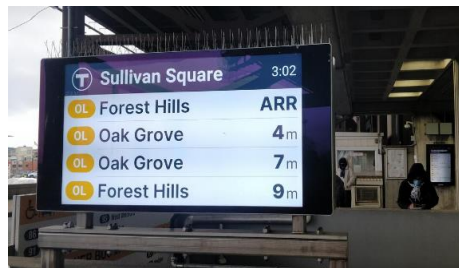 T Sullivan Square 3:02
OL Forest Hills ARR
OL Oak Grove 4m
OL Oak Grove 7m
OL Forest Hills 9m